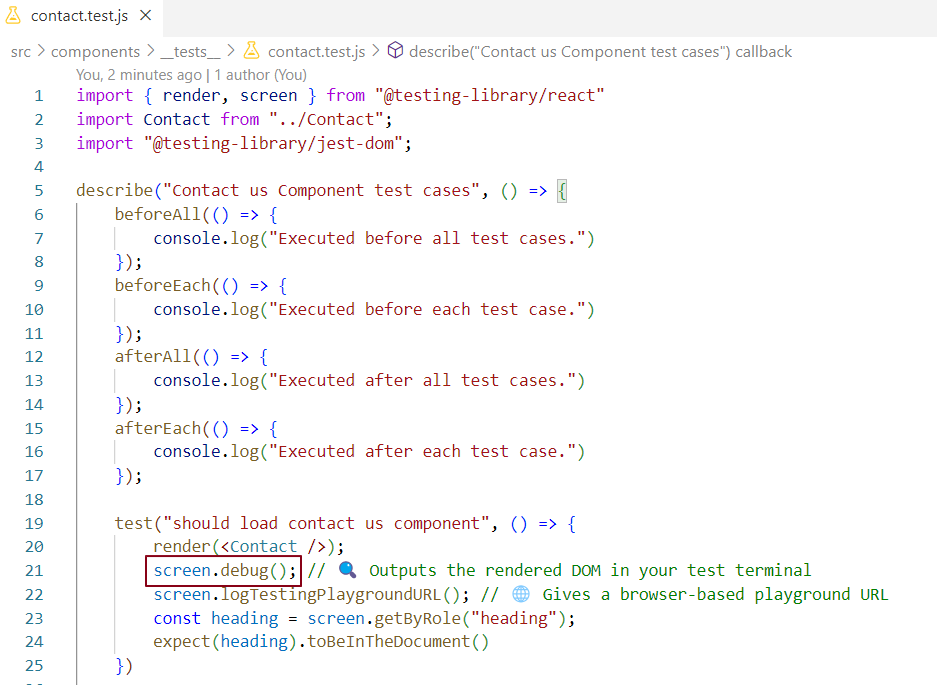 contact.test.js ×
src > components > __tests__ > contact.test.js > describe("Contact us Component test cases") callback
You, 2 minutes ago | 1 author (You)
1 import { render, screen } from "@testing-library/react"
2 import Contact from "../Contact";
3 import "@testing-library/jest-dom";
4
5 describe("Contact us Component test cases", () => {
6     beforeAll(() => {
7         console.log("Executed before all test cases.")
8     });
9     beforeEach(() => {
10         console.log("Executed before each test case.")
11     });
12     afterAll(() => {
13         console.log("Executed after all test cases.")
14     });
15     afterEach(() => {
16         console.log("Executed after each test case.")
17     });
18
19     test("should load contact us component", () => {
20         render(<Contact />);
21         screen.debug(); // 🔍 Outputs the rendered DOM in your test terminal
22         screen.logTestingPlaygroundURL(); // 🌐 Gives a browser-based playground URL
23         const heading = screen.getByRole("heading");
24         expect(heading).toBeInTheDocument()
25     })